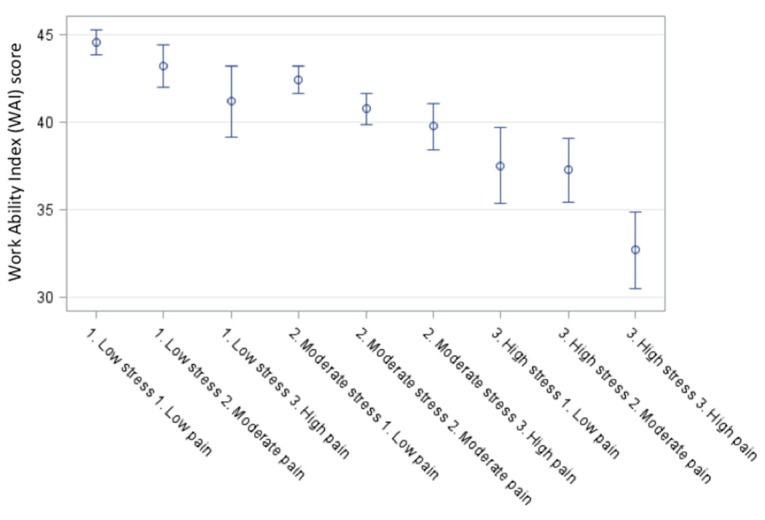 Work Ability Index (WAI) score
45
40
35
30
1. Low stress 1. Low pain
1. Low stress 2. Moderate pain
1. Low stress 3. High pain
2. Moderate stress 1. Low pain
2. Moderate stress 2. Moderate pain
2. Moderate stress 3. High pain
3. High stress 1. Low pain
3. High stress 2. Moderate pain
3. High stress 3. High pain